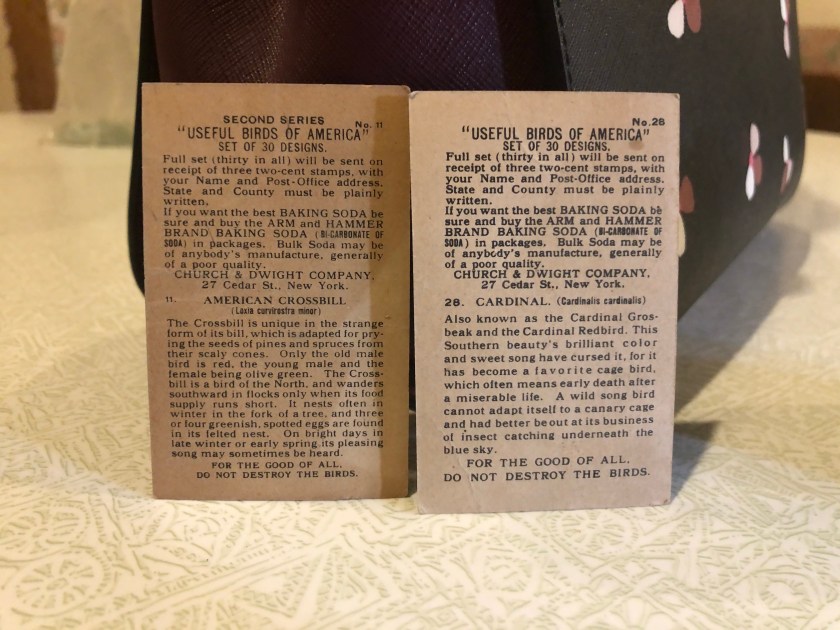 SECOND SERIES
No. 11
"USEFUL BIRDS OF AMERICA"
SET OF 30 DESIGNS.
Full set (thirty in all) will be sent on
receipt of three two-cent stamps, with
your Name and Post-Office address.
State and County must be plainly
written.
If you want the best BAKING SODA be
sure and buy the ARM and HAMMER
BRAND BAKING SODA (BI-CARBONATE OF
SODA) in packages. Bulk Soda may be
of anybody's manufacture, generally
of a poor quality.
CHURCH & DWIGHT COMPANY,
27 Cedar St., New York.
11. AMERICAN CROSSBILL
(Loxia curvirostra minor)
The Crossbill is unique in the strange
form of its bill, which is adapted for pry-
ing the seeds of pines and spruces from
their scaly cones. Only the old male
bird is red, the young male and the
female being olive green. The Cross-
bill is a bird of the North, and wanders
southward in flocks only when its food
supply runs short. It nests often in
winter in the fork of a tree, and three
or four greenish, spotted eggs are found
in its felted nest. On bright days in
late winter or early spring its pleasing
song may sometimes be heard.
FOR THE GOOD OF ALL,
DO NOT DESTROY THE BIRDS.
No. 28
"USEFUL BIRDS OF AMERICA"
SET OF 30 DESIGNS.
Full set (thirty in all) will be sent on
receipt of three two-cent stamps, with
your Name and Post-Office address.
State and County must be plainly
written.
If you want the best BAKING SODA be
sure and buy the ARM and HAMMER
BRAND BAKING SODA (BI-CARBONATE OF
SODA) in packages. Bulk Soda may be
of anybody's manufacture, generally
of a poor quality.
CHURCH & DWIGHT COMPANY,
27 Cedar St., New York.
28. CARDINAL. (Cardinalis cardinalis)
Also known as the Cardinal Gros-
beak and the Cardinal Redbird. This
Southern beauty's brilliant color
and sweet song have cursed it, for it
has become a favorite cage bird,
which often means early death after
a miserable life. A wild song bird
cannot adapt itself to a canary cage
and had better be out at its business
of insect catching underneath the
blue sky.
FOR THE GOOD OF ALL,
DO NOT DESTROY THE BIRDS.